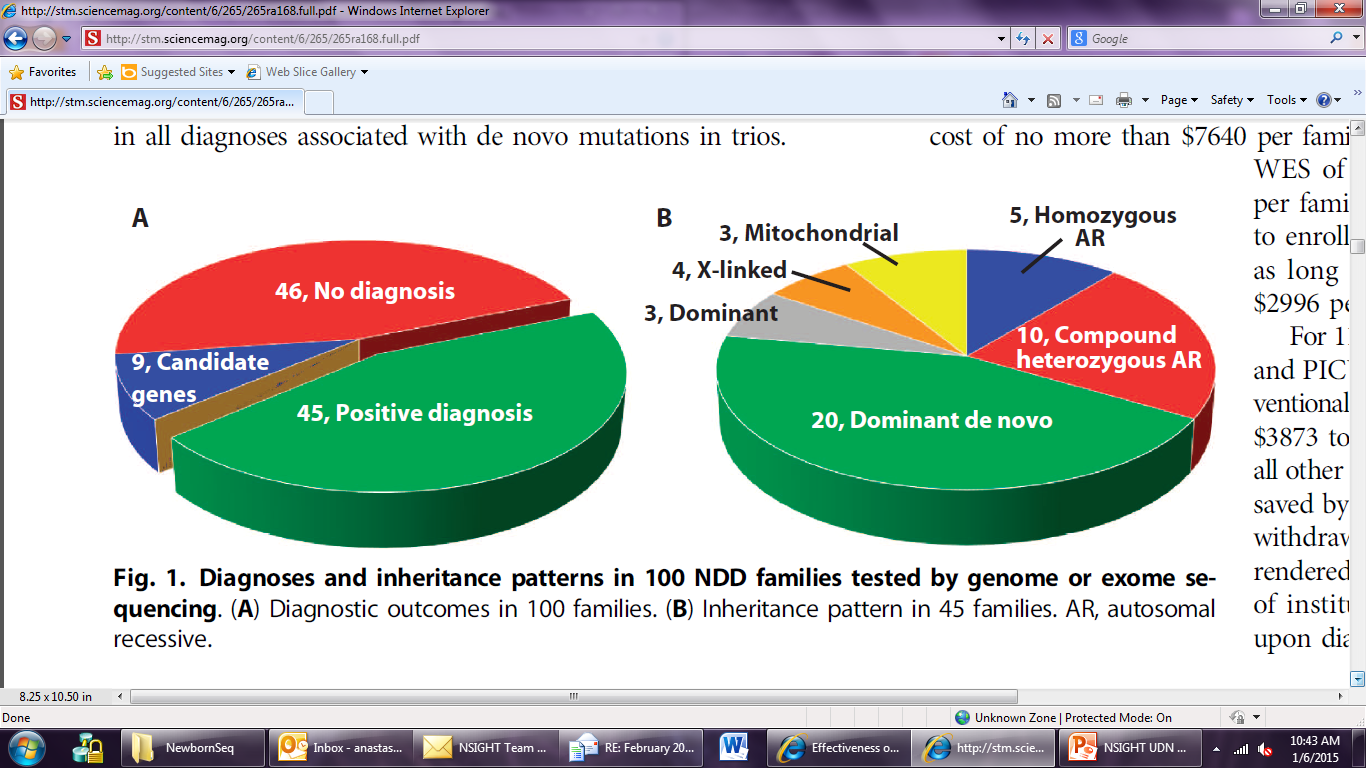 http://stm.sciencemag.org/content/6/265/265ra168.full.pdf - Windows Internet Explorer
http://stm.sciencemag.org/content/6/265/265ra168.full.pdf
Google
Favorites
Suggested Sites
Web Slice Gallery
http://stm.sciencemag.org/content/6/265/265ra...
Page
Safety
Tools
in all diagnoses associated with de novo mutations in trios.
cost of no more than $7640 per fami
WES of
per fami
to enroll
as long
$2996 pe
For 11
and PICU
ventional
$3873 to
all other
saved by
withdraw
rendered
of institu
upon dia
A
46, No diagnosis
9, Candidate
genes
45, Positive diagnosis
B
3, Mitochondrial
5, Homozygous
AR
4, X-linked
3, Dominant
10, Compound
heterozygous AR
20, Dominant de novo
Fig. 1. Diagnoses and inheritance patterns in 100 NDD families tested by genome or exome se-
quencing. (A) Diagnostic outcomes in 100 families. (B) Inheritance pattern in 45 families. AR, autosomal
recessive.
8.25 x 10.50 in
Done
Unknown Zone | Protected Mode: On
NewbornSeq
Inbox - anastas...
NSIGHT Team ...
RE: February 20...
Effectiveness o...
http://stm.scie...
NSIGHT UDN ...
10:43 AM
1/6/2015